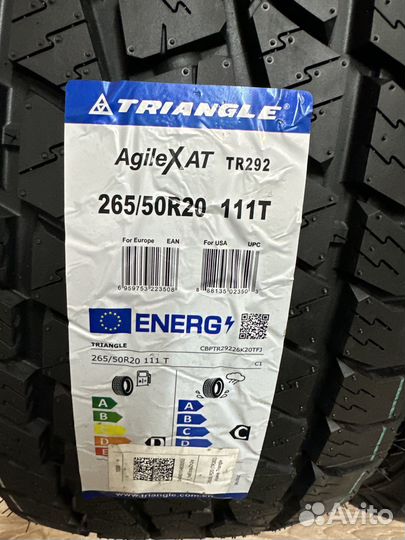 TRIANGLE
AgileX AT TR292
265/50R20 111T
For Europe EAN For USA UPC
6 959753 223508
ENERG
TRIANGLE CBPTR29226K20TFJ
265/50R20 111 T C1
A A
B B
C C C
D D
E
www.triangle.com.cn
Avito